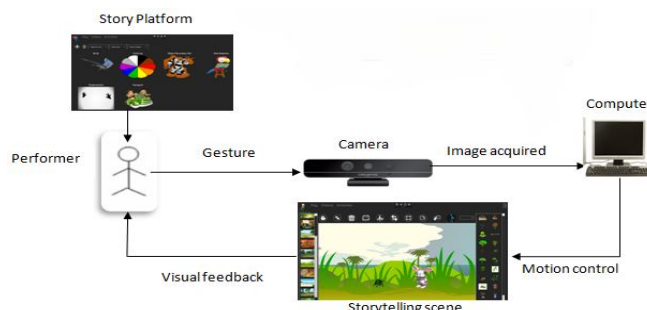 Story Platform
Compute
Camera
Gesture
Image acquired
Performer
Visual feedback
Motion control
Storytelling scene